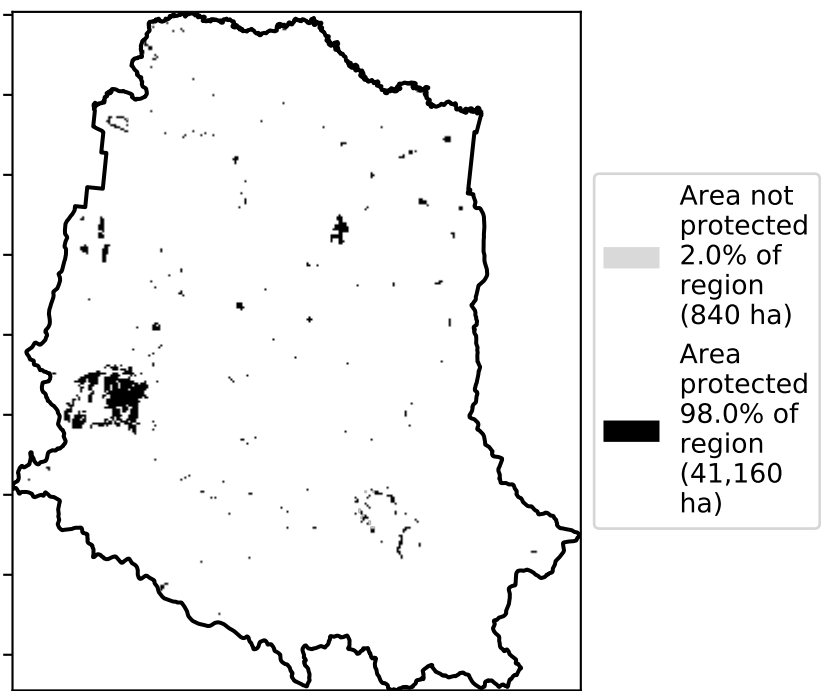 Area not
protected
2.0% of
region
(840 ha)
Area
protected
98.0% of
region
(41,160
ha)